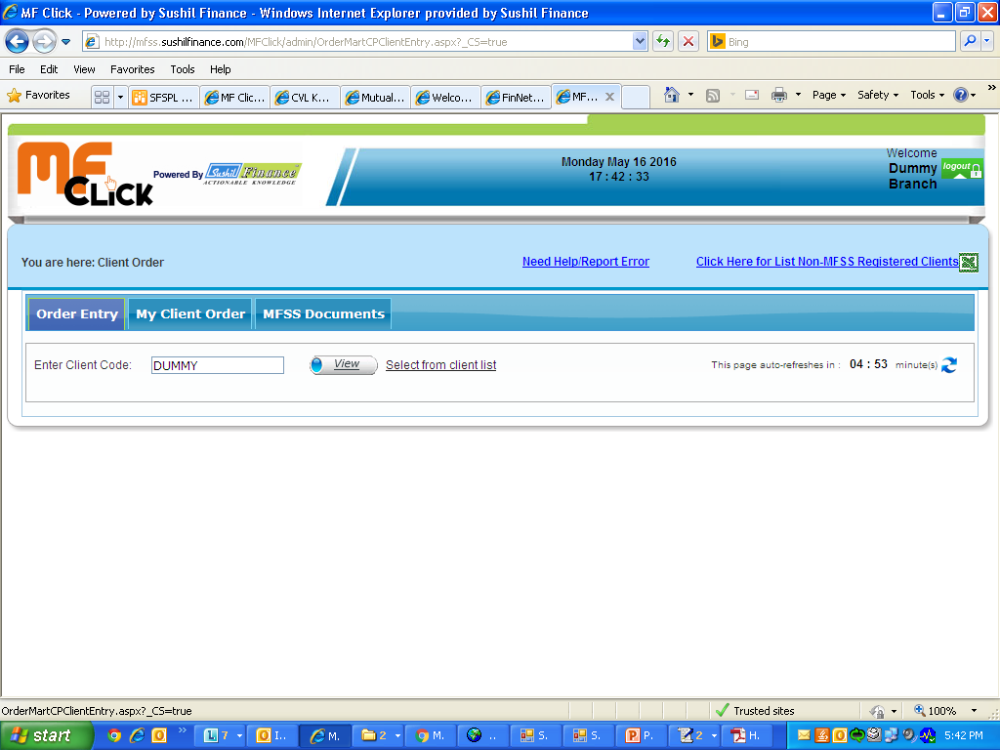 MF Click - Powered by Sushil Finance - Windows Internet Explorer provided by Sushil Finance
http://mfss.sushilfinance.com/MFClick/admin/OrderMartCPClientEntry.aspx?_CS=true
Bing
File Edit View Favorites Tools Help
Favorites SFSPL ... MF Clic... CVL K... Mutual... Welco... FinNet... MF... Page Safety Tools
MF CLiCK
Powered By Sushil Finance
ACTIONABLE KNOWLEDGE
Monday May 16 2016
17 : 42 : 33
Welcome
Dummy
Branch
logout
You are here: Client Order
Need Help/Report Error
Click Here for List Non-MFSS Registered Clients
Order Entry My Client Order MFSS Documents
Enter Client Code: DUMMY View Select from client list This page auto-refreshes in : 04 : 53 minute(s)
OrderMartCPClientEntry.aspx?_CS=true Trusted sites 100%
start 7 I.. M. 2 M. .. S. S. P. 2 H. 5:42 PM